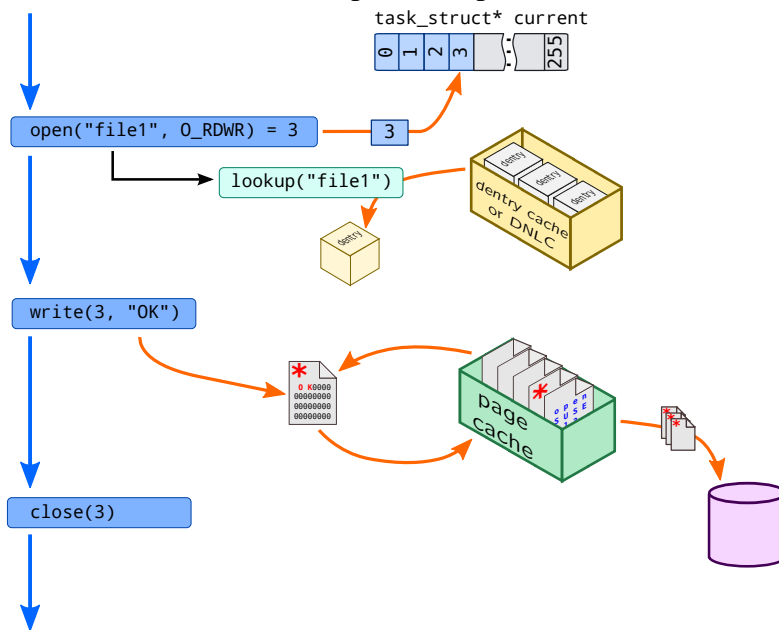 task_struct* current
0 1 2 3 255
open("file1", O_RDWR) = 3
3
lookup("file1")
dentry
dentry
dentry
dentry cache
or DNLC
dentry
write(3, "OK")
* O K0000
00000000
00000000
00000000
page
cache
*
o p e n
S U S E
* * *
close(3)